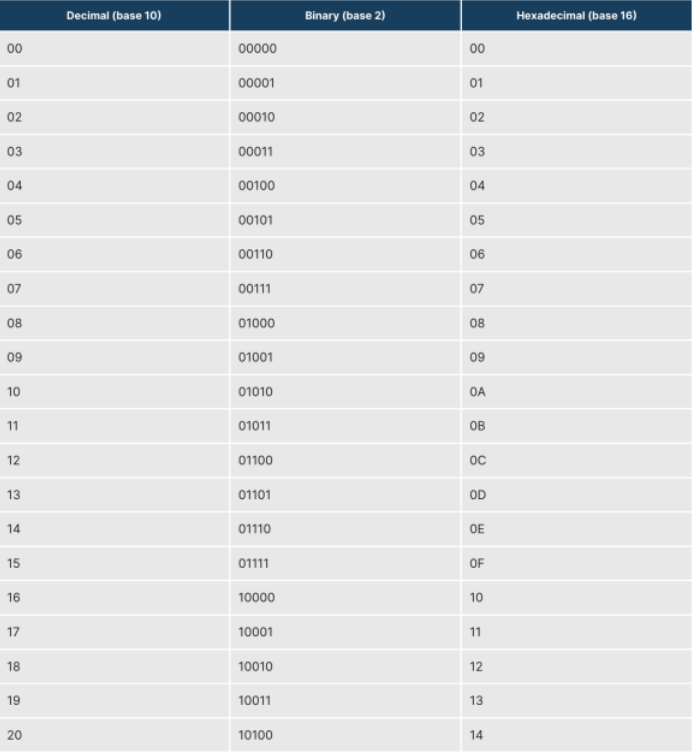 Decimal (base 10) Binary (base 2) Hexadecimal (base 16)
00 00000 00
01 00001 01
02 00010 02
03 00011 03
04 00100 04
05 00101 05
06 00110 06
07 00111 07
08 01000 08
09 01001 09
10 01010 0A
11 01011 0B
12 01100 0C
13 01101 0D
14 01110 0E
15 01111 0F
16 10000 10
17 10001 11
18 10010 12
19 10011 13
20 10100 14